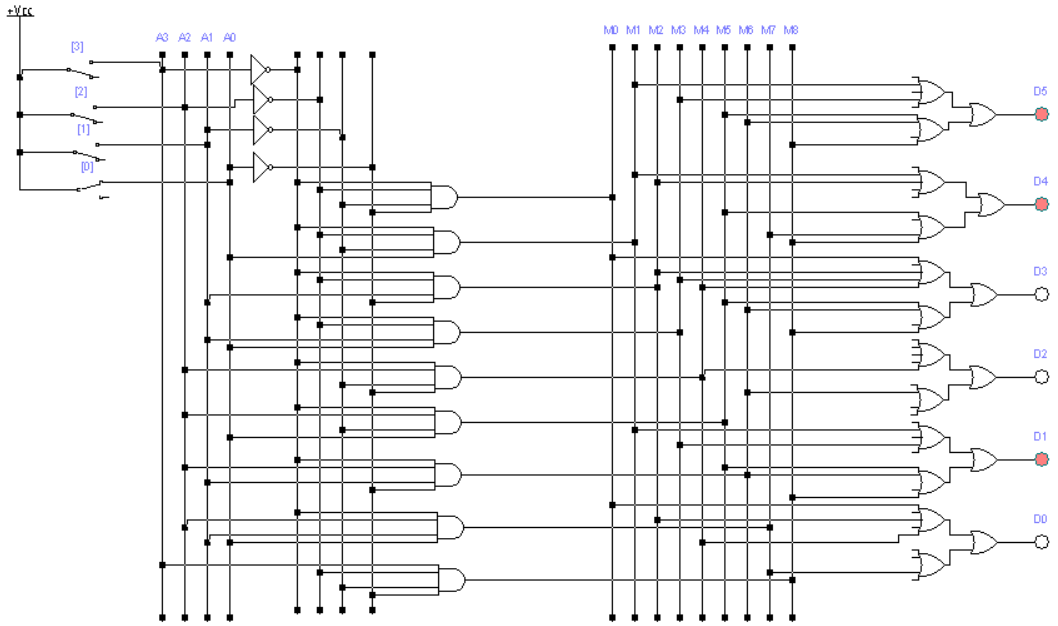 +Vcc
[3]
[2]
[1]
[0]
A3 A2 A1 A0
M0 M1 M2 M3 M4 M5 M6 M7 M8
D5
D4
D3
D2
D1
D0